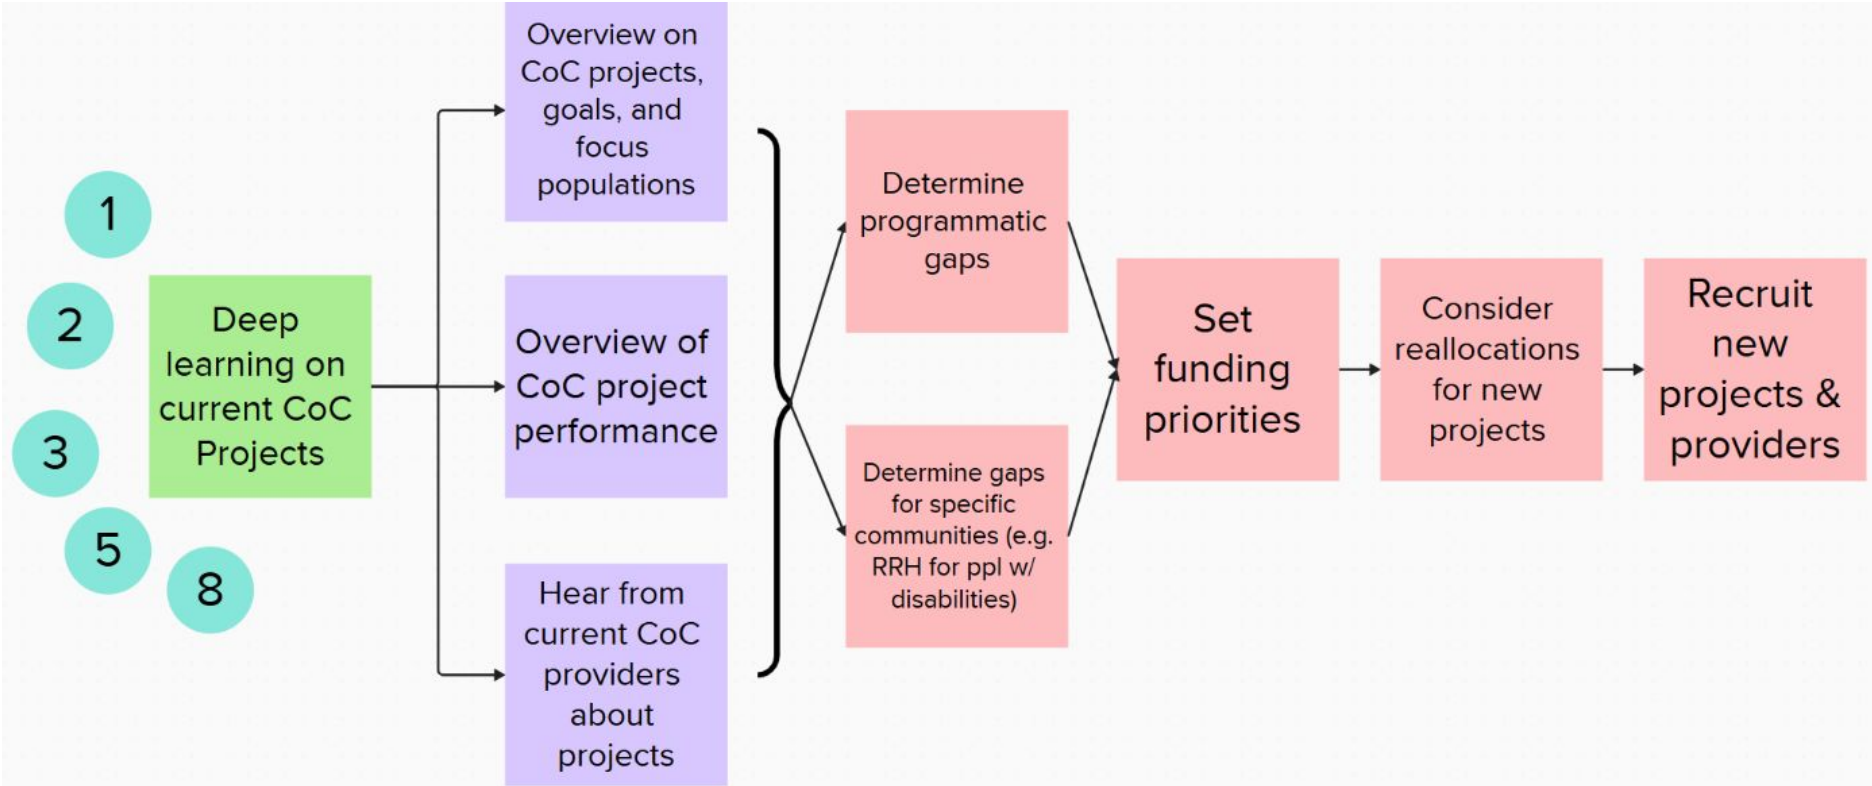 1
2
3
5
8
Deep
learning on
current CoC
Projects
Overview on
CoC projects,
goals, and
focus
populations
Overview of
CoC project
performance
Hear from
current CoC
providers
about
projects
Determine
programmatic
gaps
Determine gaps
for specific
communities (e.g.
RRH for ppl w/
disabilities)
Set
funding
priorities
Consider
reallocations
for new
projects
Recruit
new
projects &
providers